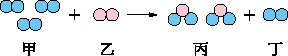 + → +
甲 乙 丙 丁